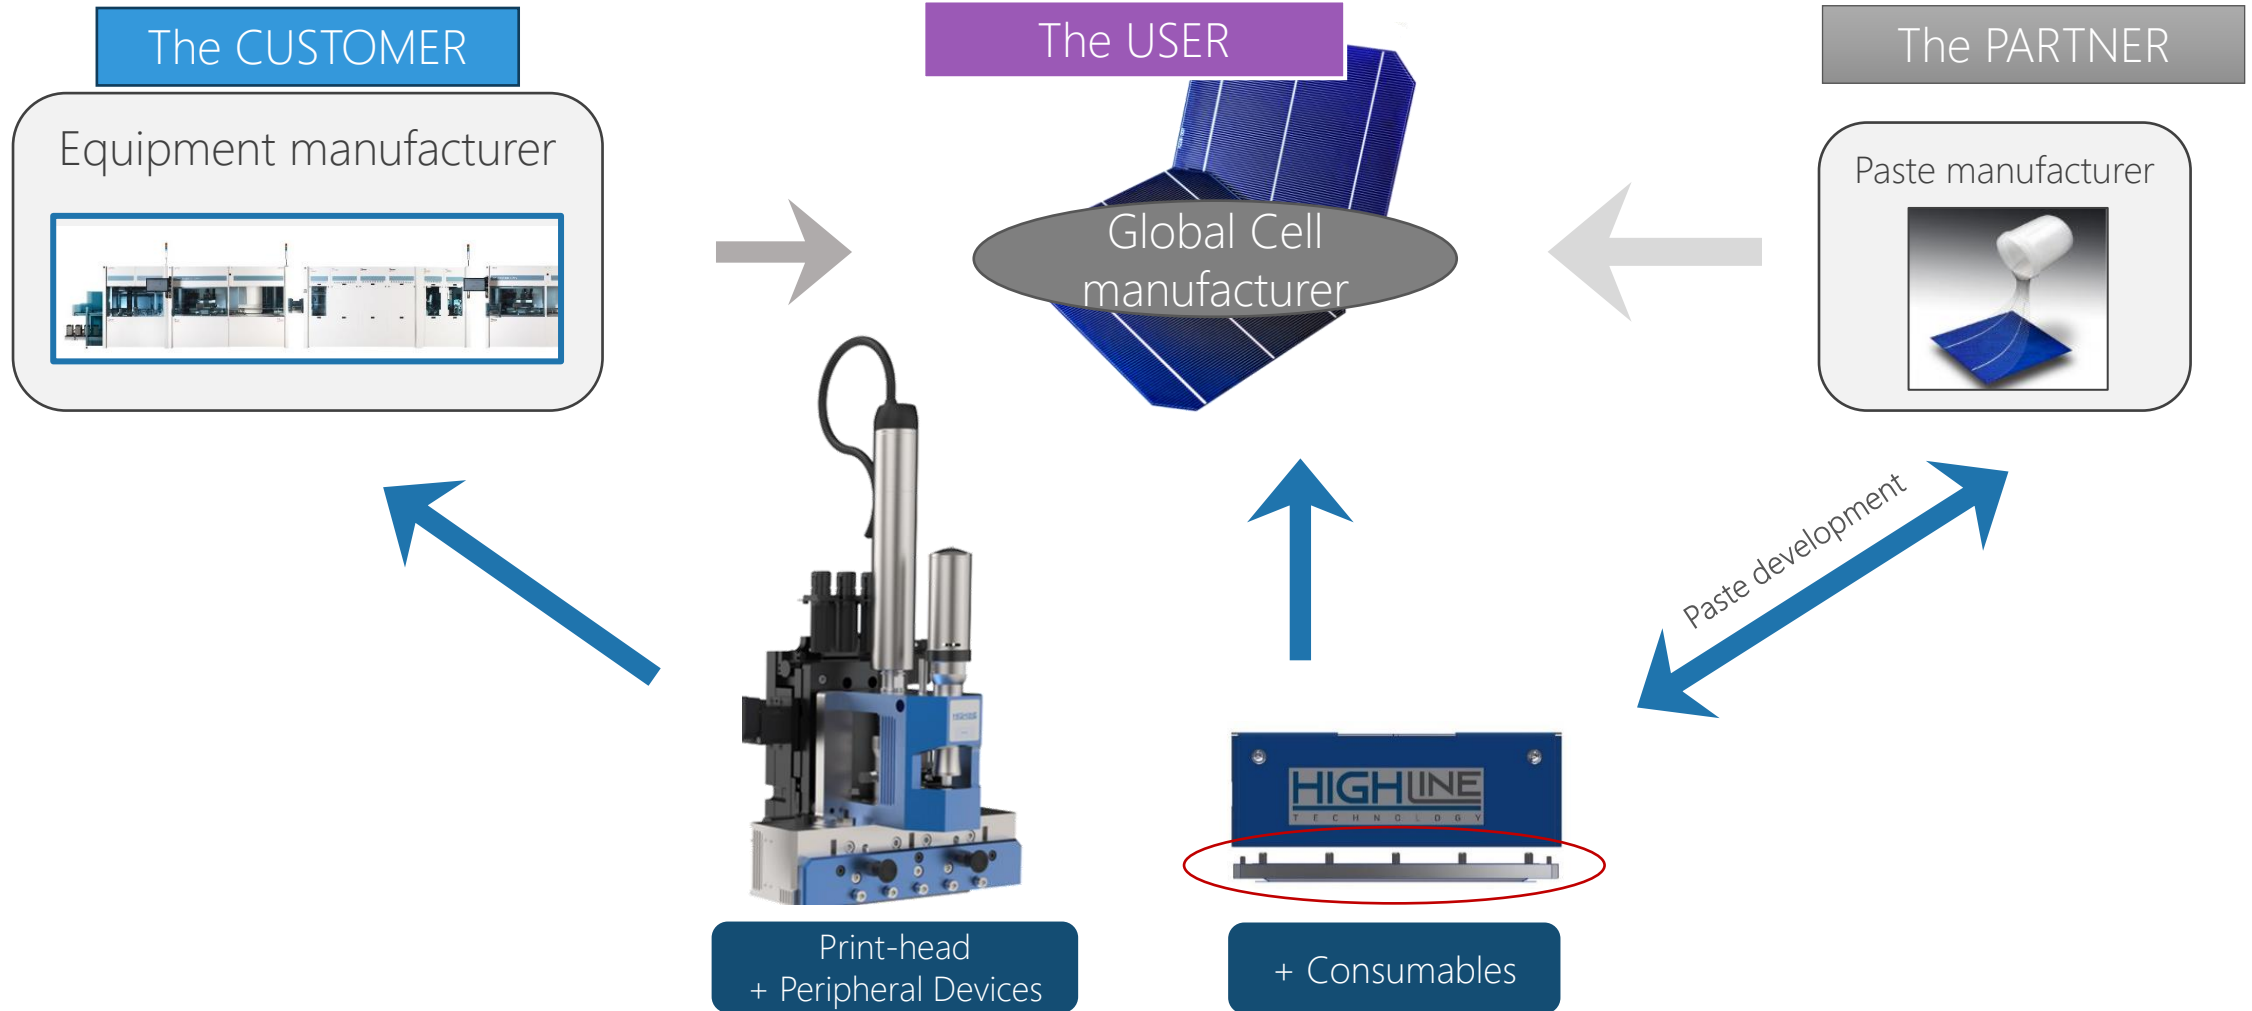 The CUSTOMER
The USER
The PARTNER
Equipment manufacturer
Global Cell
manufacturer
Paste manufacturer
Paste development
HIGHLINE
TECHNOLOGY
Print-head
+ Peripheral Devices
+ Consumables